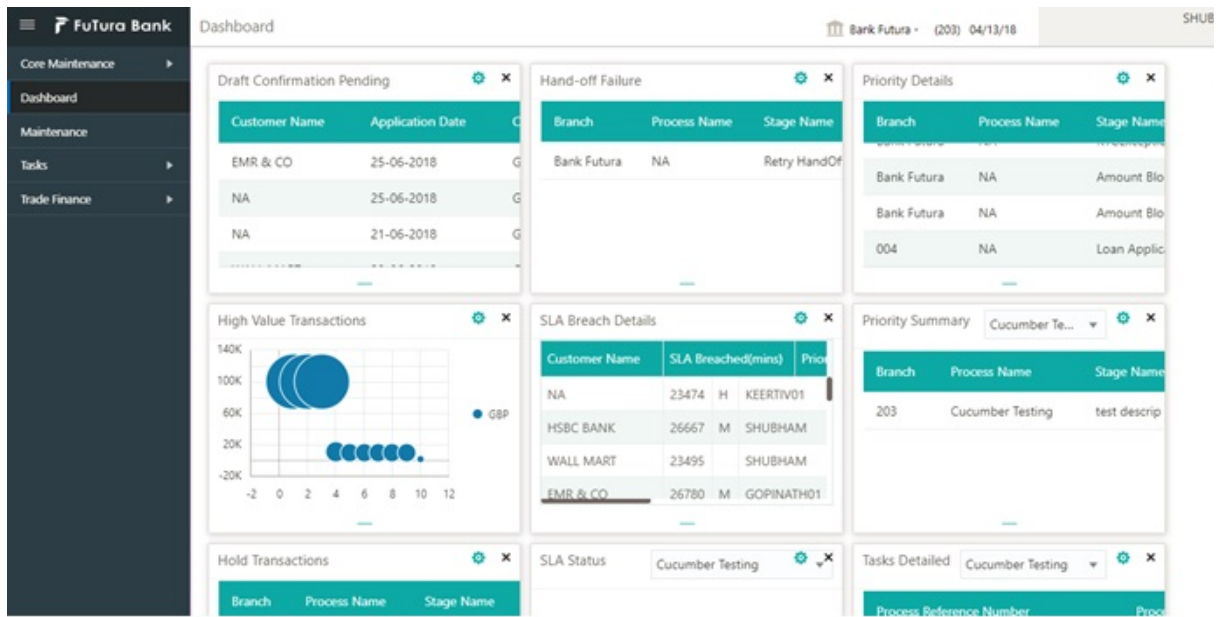 FuTura Bank
Dashboard
Bank Futura - (203) 04/13/18
SHUB
Core Maintenance
Dashboard
Maintenance
Tasks
Trade Finance
Draft Confirmation Pending
Customer Name Application Date
EMR & CO 25-06-2018
NA 25-06-2018
NA 21-06-2018
Hand-off Failure
Branch Process Name Stage Name
Bank Futura NA Retry HandOf
Priority Details
Branch Process Name Stage Name
Bank Futura NA Amount Blo
Bank Futura NA Amount Blo
004 NA Loan Applic
High Value Transactions
140K
100K
60K
20K
-20K
-2 0 2 4 6 8 10 12
GBP
SLA Breach Details
Customer Name SLA Breached(mins) Prior
NA 23474 H KEERTIV01
HSBC BANK 26667 M SHUBHAM
WALL MART 23495 SHUBHAM
EMR & CO 26780 M GOPINATH01
Priority Summary Cucumber Te...
Branch Process Name Stage Name
203 Cucumber Testing test descrip
Hold Transactions
Branch Process Name Stage Name
SLA Status Cucumber Testing
Tasks Detailed Cucumber Testing
Process Reference Number Proce